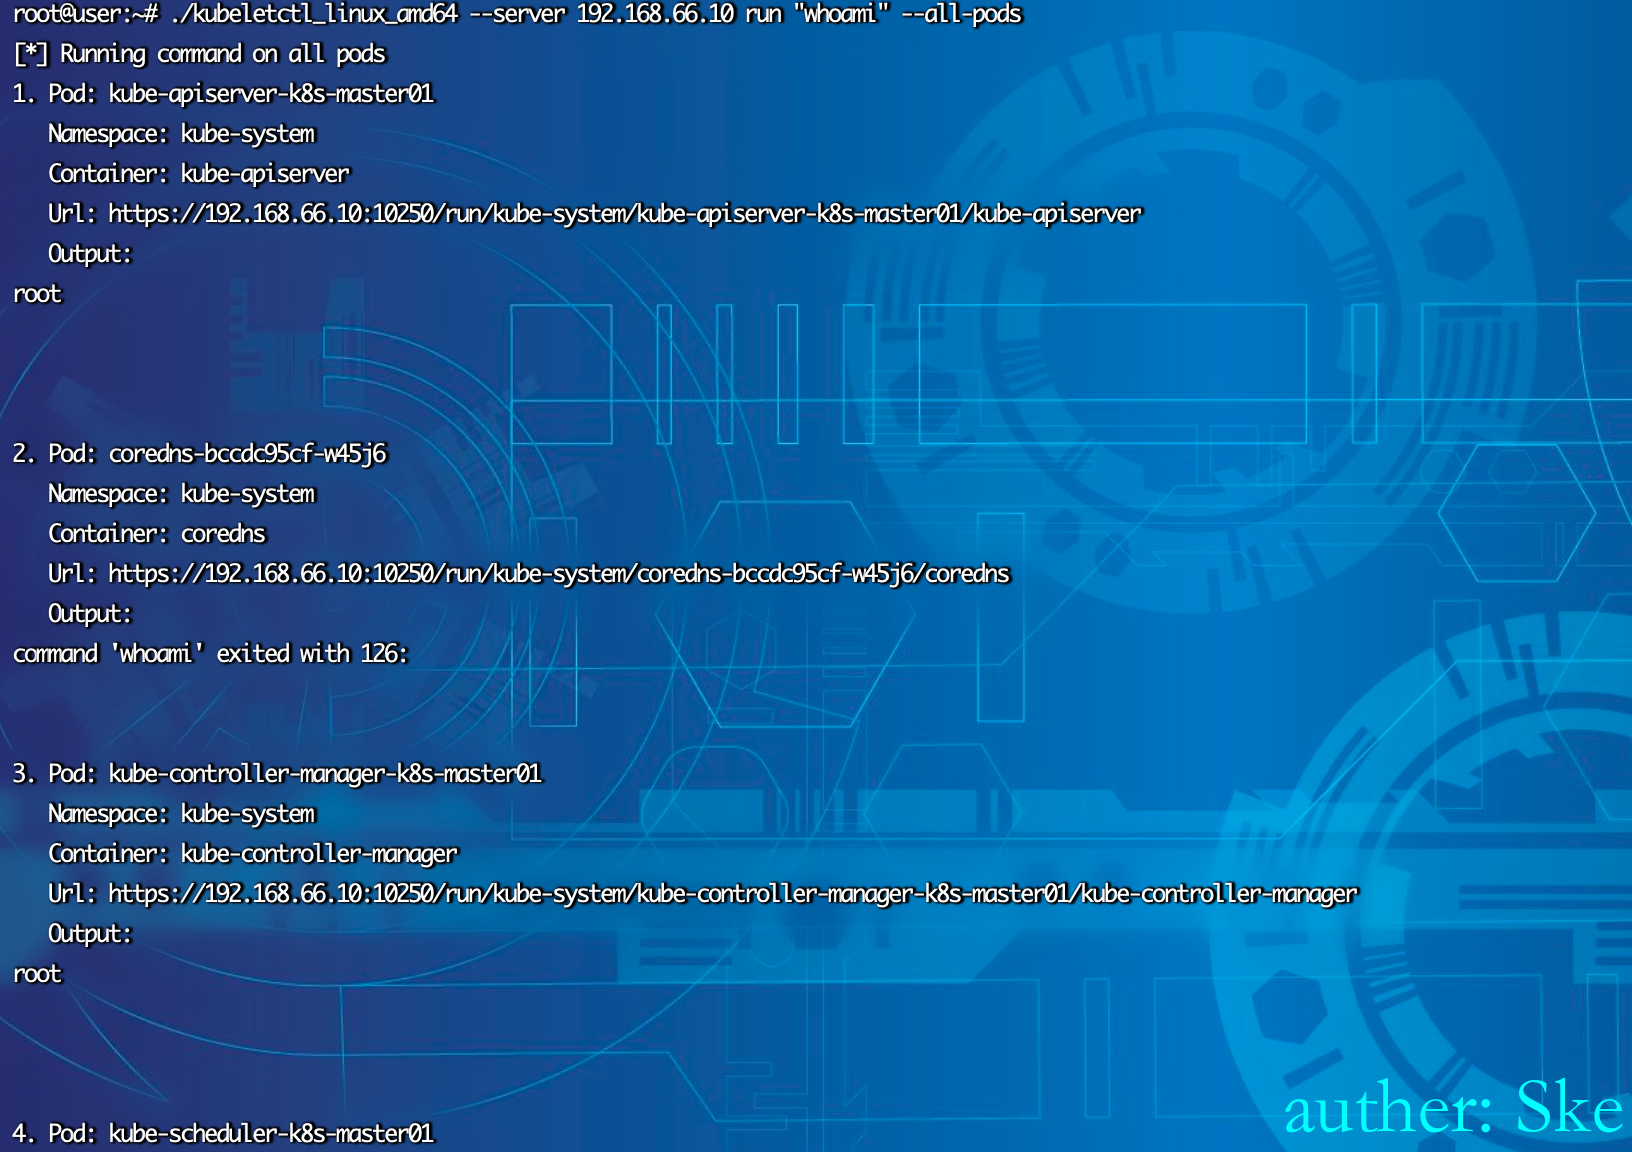 root@user:~# ./kubeletctl_linux_amd64 --server 192.168.66.10 run "whoami" --all-pods
[*] Running command on all pods
1. Pod: kube-apiserver-k8s-master01
   Namespace: kube-system
   Container: kube-apiserver
   Url: https://192.168.66.10:10250/run/kube-system/kube-apiserver-k8s-master01/kube-apiserver
   Output:
root
2. Pod: coredns-bccdc95cf-w45j6
   Namespace: kube-system
   Container: coredns
   Url: https://192.168.66.10:10250/run/kube-system/coredns-bccdc95cf-w45j6/coredns
   Output:
command 'whoami' exited with 126:
3. Pod: kube-controller-manager-k8s-master01
   Namespace: kube-system
   Container: kube-controller-manager
   Url: https://192.168.66.10:10250/run/kube-system/kube-controller-manager-k8s-master01/kube-controller-manager
   Output:
root
auther: Ske
4. Pod: kube-scheduler-k8s-master01